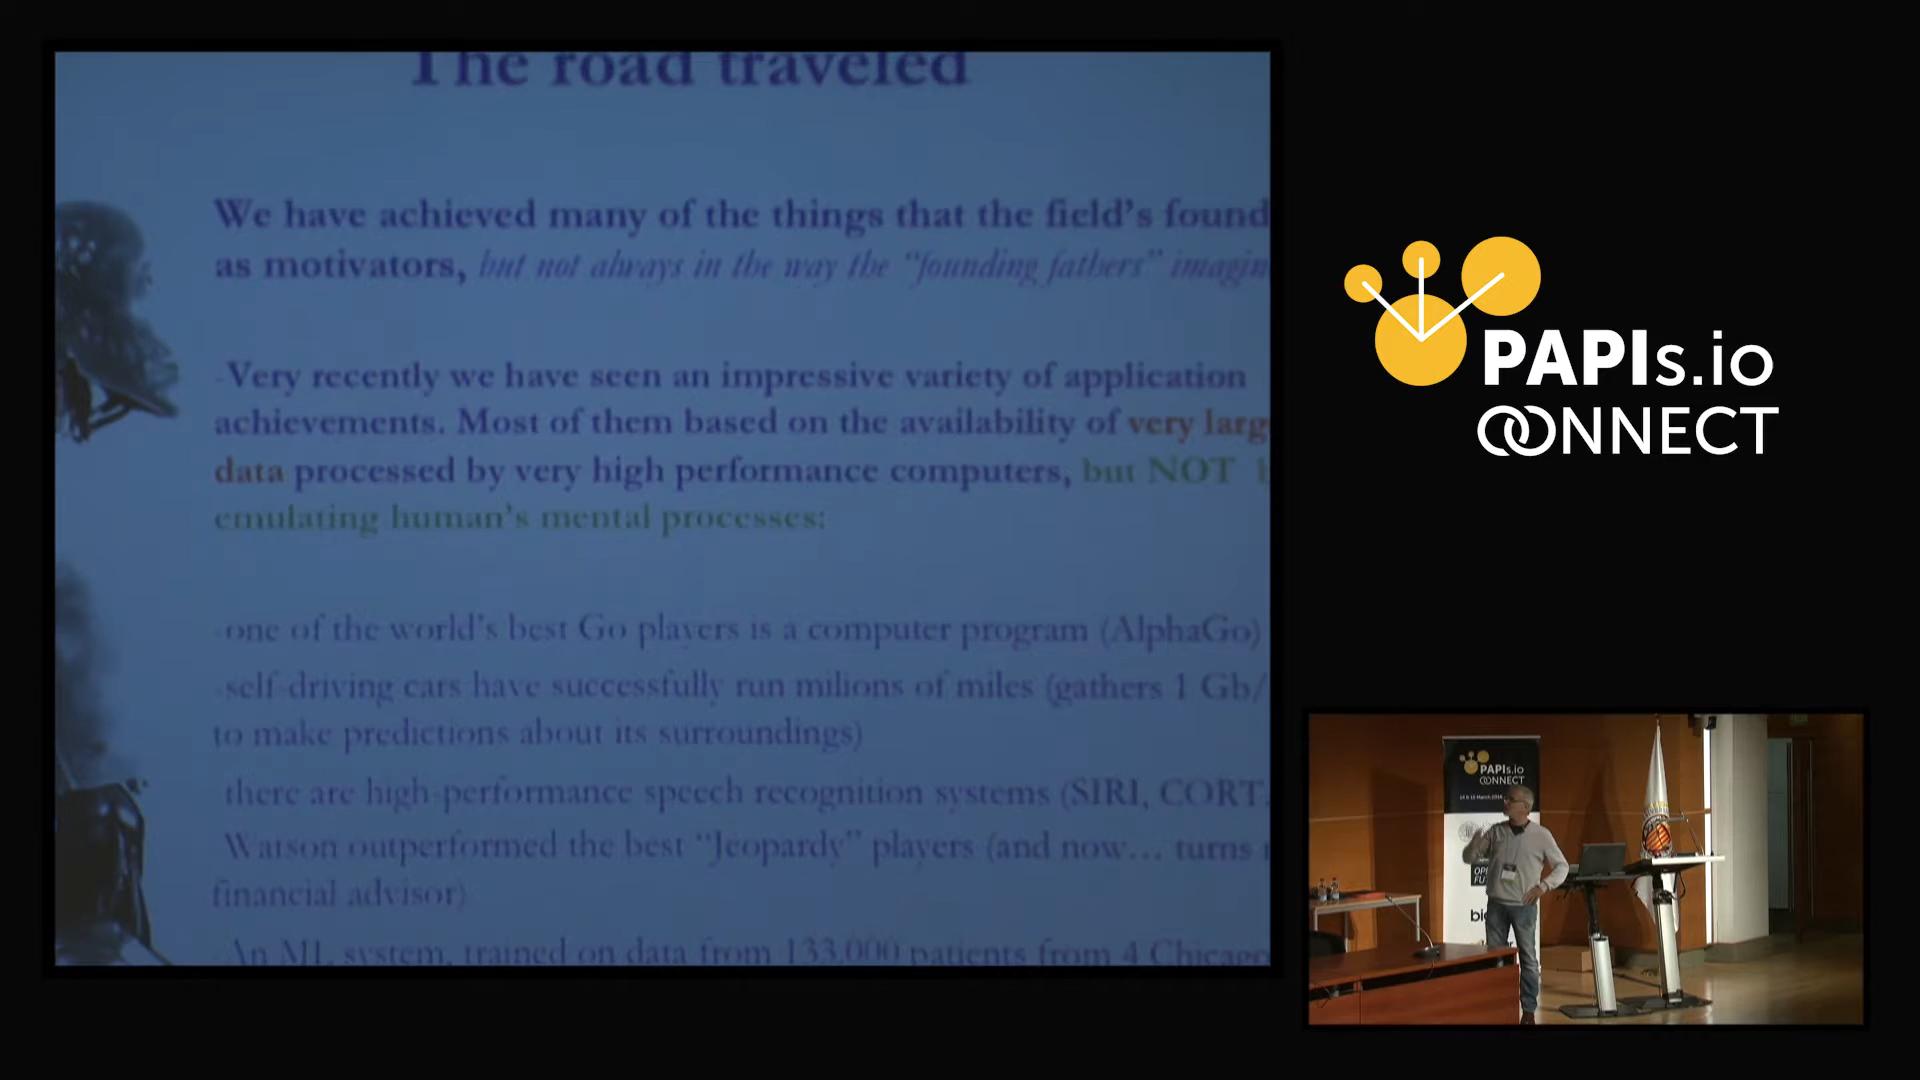 The road traveled
We have achieved many of the things that the field's found
as motivators, but not always in the way the "founding fathers" imagin
-Very recently we have seen an impressive variety of application
achievements. Most of them based on the availability of very larg
data processed by very high performance computers, but NOT
emulating human's mental processes:
-one of the world's best Go players is a computer program (AlphaGo)
-self-driving cars have successfully run milions of miles (gathers 1 Gb/
to make predictions about its surroundings)
there are high-performance speech recognition systems (SIRI, CORT
Watson outperformed the best "Jeopardy" players (and now... turns
financial advisor)
An ML system, trained on data from 133,000 patients from 4 Chicago
PAPIs.io
CONNECT
PAPIs.io
CONNECT